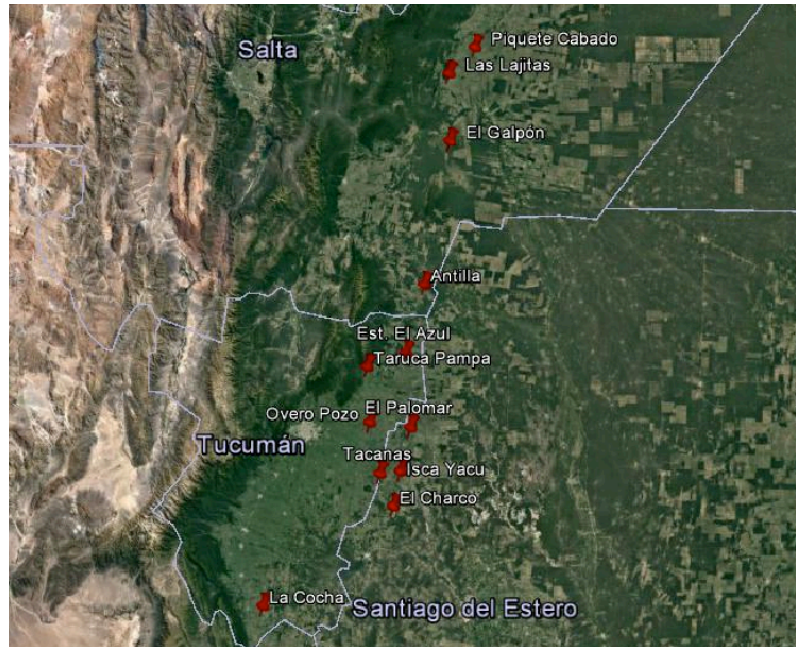 Salta
Piquete Cabado
Las Lajitas
El Galpón
Antilla
Est. El Azul
Taruca Pampa
Overo Pozo
El Palomar
Tucumán
Tacanas
Isca Yacu
El Charco
La Cocha
Santiago del Estero